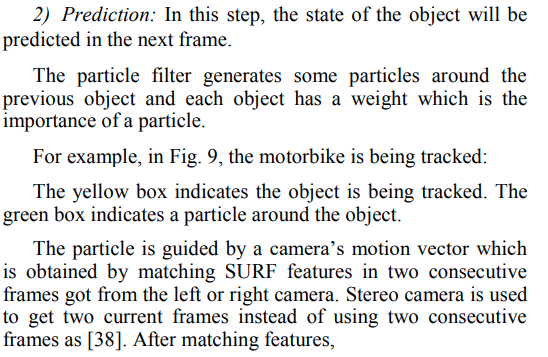 2) Prediction: In this step, the state of the object will be
predicted in the next frame.
The particle filter generates some particles around the
previous object and each object has a weight which is the
importance of a particle.
For example, in Fig. 9, the motorbike is being tracked:
The yellow box indicates the object is being tracked. The
green box indicates a particle around the object.
The particle is guided by a camera’s motion vector which
is obtained by matching SURF features in two consecutive
frames got from the left or right camera. Stereo camera is used
to get two current frames instead of using two consecutive
frames as [38]. After matching features,